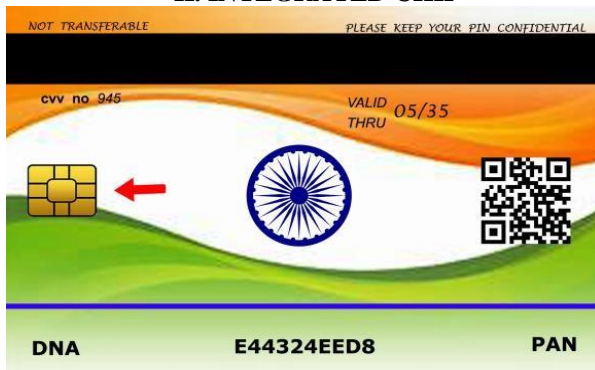 NOT TRANSFERABLE
PLEASE KEEP YOUR PIN CONFIDENTIAL
cvv no 945
VALID THRU 05/35
DNA
E44324EED8
PAN